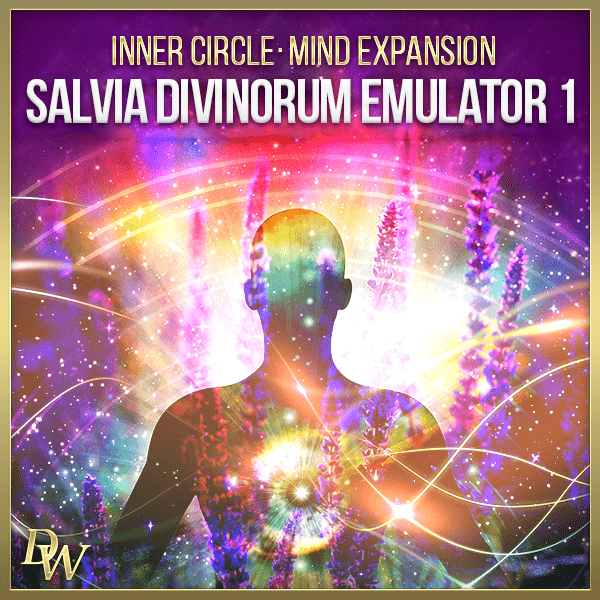 INNER CIRCLE · MIND EXPANSION
SALVIA DIVINORUM EMULATOR 1
DW